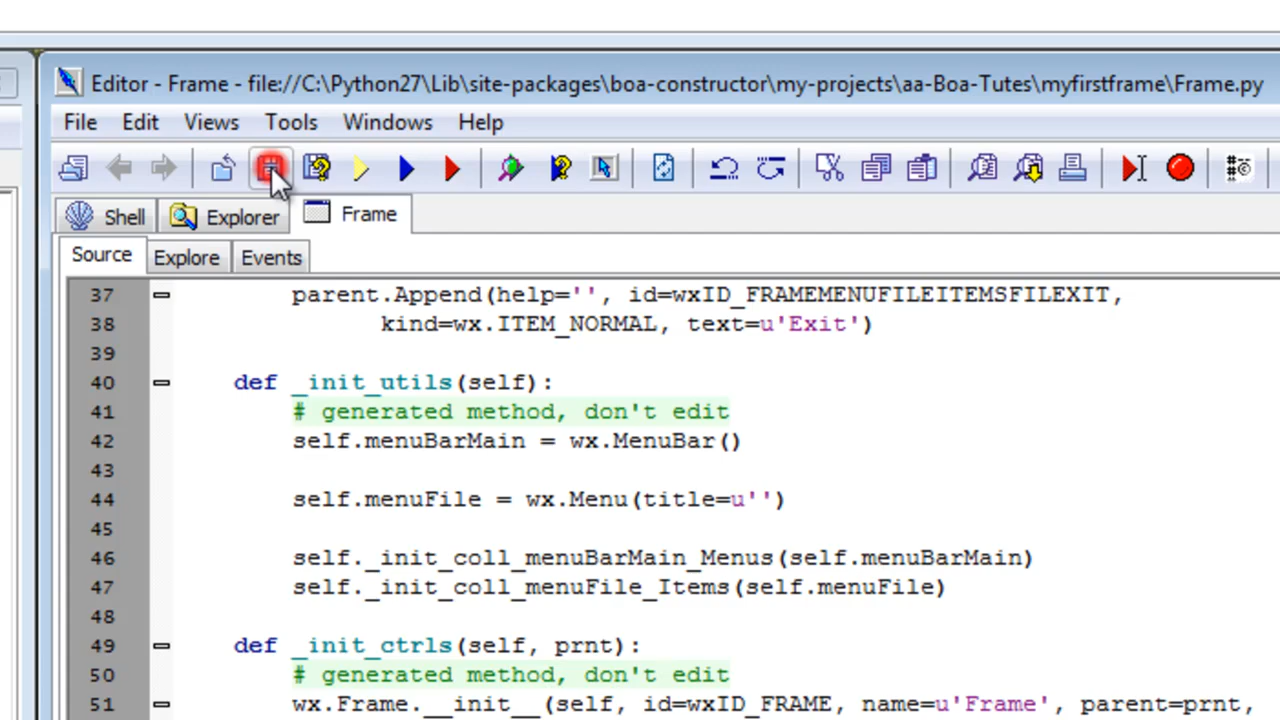 Editor - Frame - file://C:\Python27\Lib\site-packages\boa-constructor\my-projects\aa-Boa-Tutes\myfirstframe\Frame.py
File Edit Views Tools Windows Help
Shell Explorer Frame
Source Explore Events
37 parent.Append(help='', id=wxID_FRAMEMENUFILEITEMSFILEXIT,
38 kind=wx.ITEM_NORMAL, text=u'Exit')
39
40 def _init_utils(self):
41 # generated method, don't edit
42 self.menuBarMain = wx.MenuBar()
43
44 self.menuFile = wx.Menu(title=u'')
45
46 self._init_coll_menuBarMain_Menus(self.menuBarMain)
47 self._init_coll_menuFile_Items(self.menuFile)
48
49 def _init_ctrls(self, prnt):
50 # generated method, don't edit
51 wx.Frame.__init__(self, id=wxID_FRAME, name=u'Frame', parent=prnt,